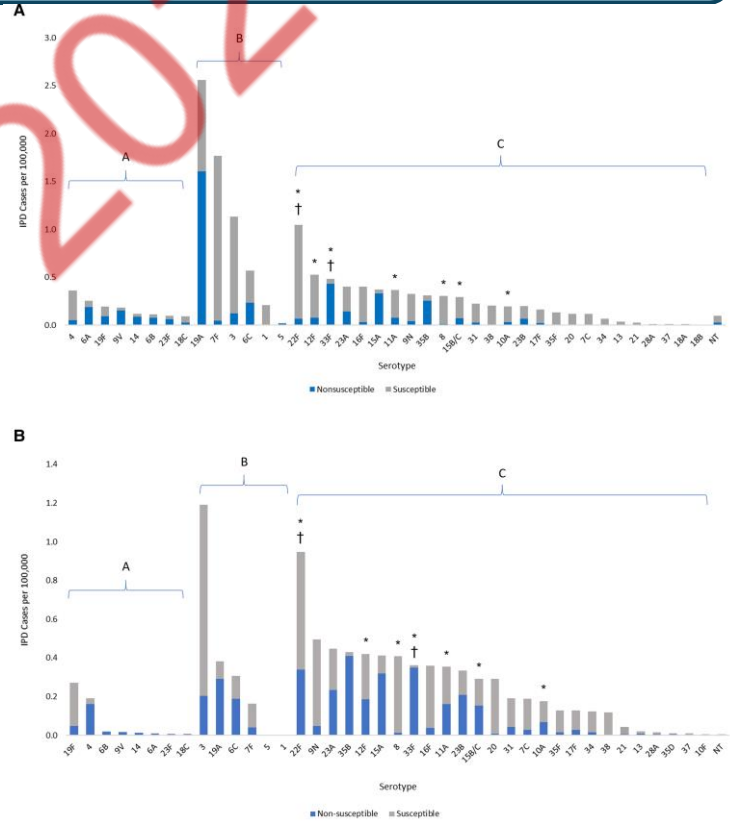 A
3.0
2.5
2.0
1.5
1.0
0.5
0.0
IPD Cases per 100,000
A
B
C
*
†
*
*
†
*
*
*
*
4 6A 19F 9V 14 6B 23F 18C 19A 7F 3 6C 1 5 22F 12F 33F 23A 16F 15A 11A 9N 35B 8 15B/C 31 38 10A 23B 17F 35F 20 7C 34 13 21 28A 37 18A 18B NT
Serotype
Nonsusceptible Susceptible
B
1.4
1.2
1.0
0.8
0.6
0.4
0.2
0.0
IPD Cases per 100,000
A
B
C
*
†
*
*
*
†
*
*
*
19F 4 6B 9V 14 6A 23F 18C 3 19A 6C 7F 5 1 22F 9N 23A 35B 12F 15A 8 33F 16F 11A 23B 15B/C 20 31 7C 10A 35F 17F 34 38 21 13 28A 35D 37 10F NT
Serotype
Non-susceptible Susceptible